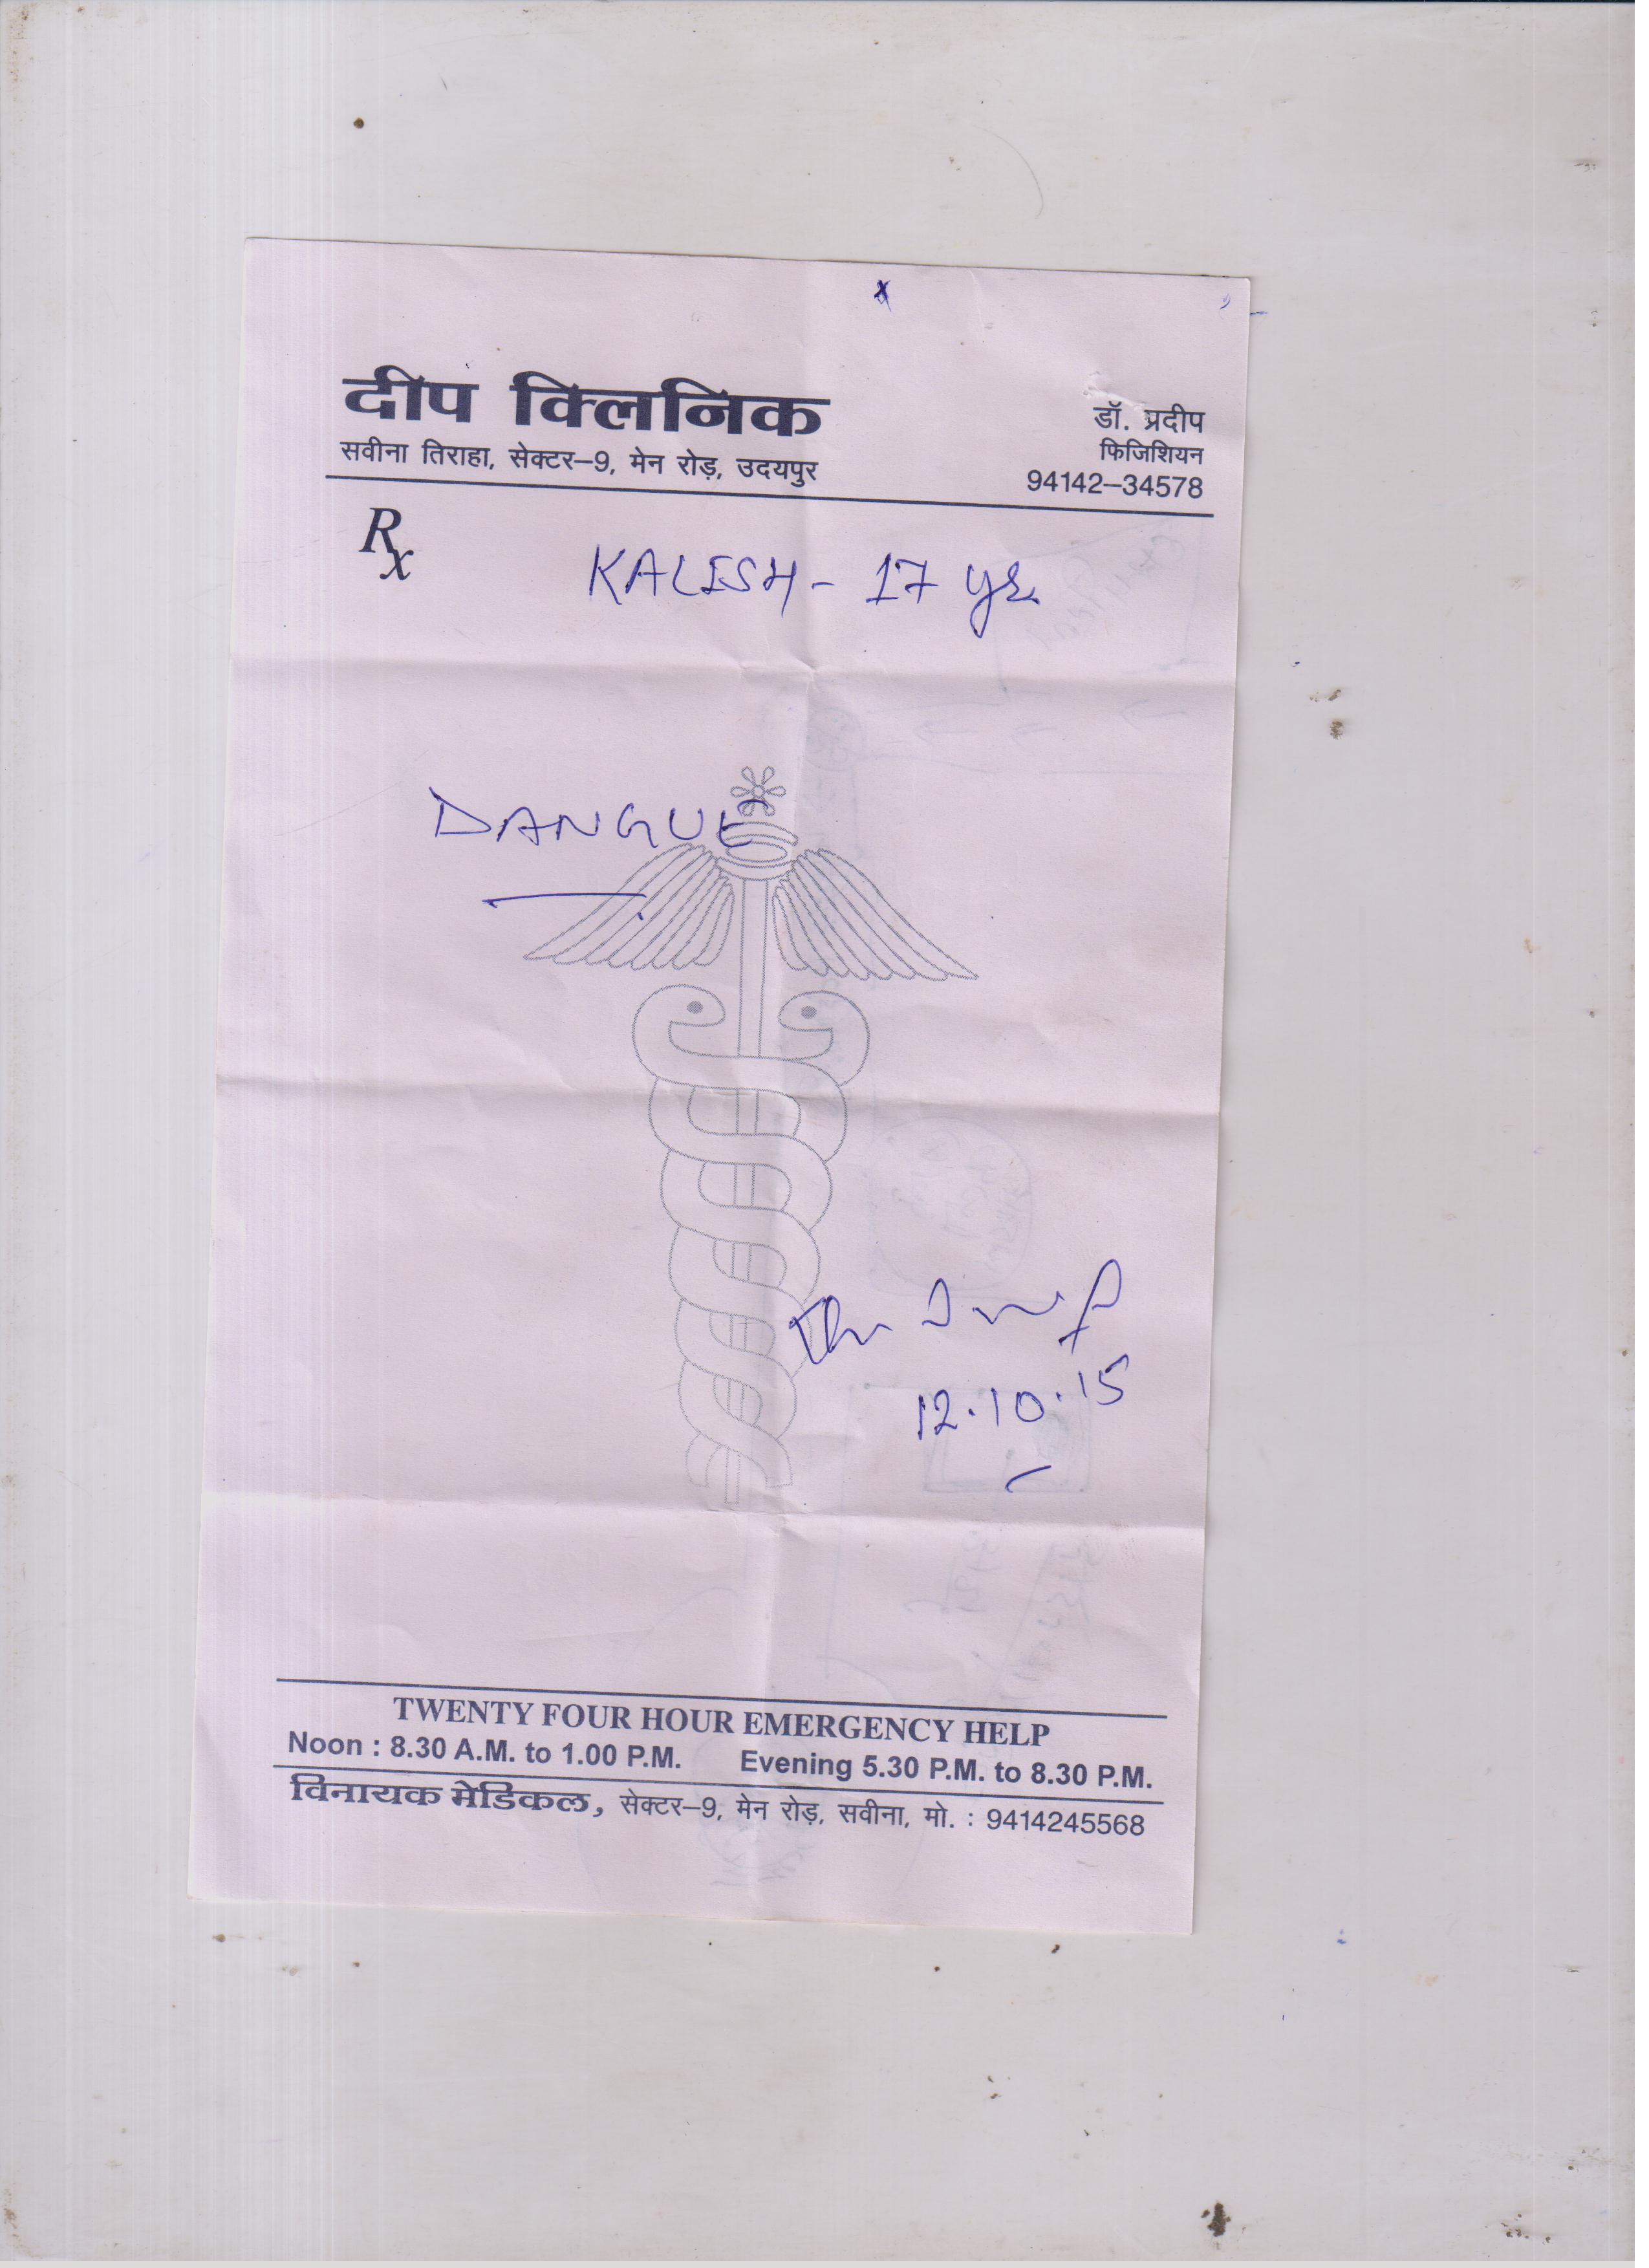 दीप क्लिनिक
सवीना तिराहा, सेक्टर–9, मेन रोड़, उदयपुर
डॉ. प्रदीप
फिजिशियन
94142–34578
Rx
KALESH - 17 yrs
DANGUE
12.10.15
TWENTY FOUR HOUR EMERGENCY HELP
Noon : 8.30 A.M. to 1.00 P.M. Evening 5.30 P.M. to 8.30 P.M.
विनायक मेडिकल, सेक्टर–9, मेन रोड़, सवीना, मो. : 9414245568